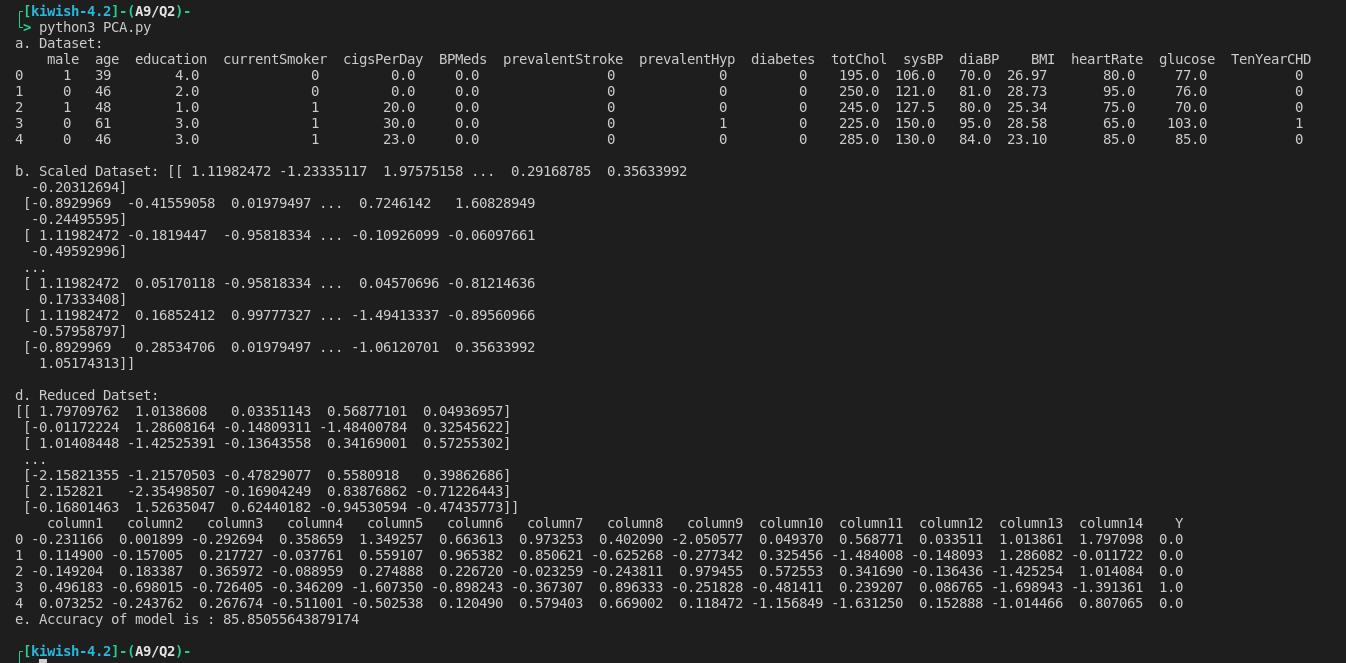 ┌[kiwish-4.2]-(A9/Q2)-
└> python3 PCA.py
a. Dataset:
    male  age  education  currentSmoker  cigsPerDay  BPMeds  prevalentStroke  prevalentHyp  diabetes  totChol  sysBP  diaBP    BMI  heartRate  glucose  TenYearCHD
0     1   39        4.0              0         0.0     0.0                0             0         0    195.0  106.0   70.0  26.97       80.0     77.0           0
1     0   46        2.0              0         0.0     0.0                0             0         0    250.0  121.0   81.0  28.73       95.0     76.0           0
2     1   48        1.0              1        20.0     0.0                0             0         0    245.0  127.5   80.0  25.34       75.0     70.0           0
3     0   61        3.0              1        30.0     0.0                0             1         0    225.0  150.0   95.0  28.58       65.0    103.0           1
4     0   46        3.0              1        23.0     0.0                0             0         0    285.0  130.0   84.0  23.10       85.0     85.0           0
b. Scaled Dataset: [[ 1.11982472 -1.23335117  1.97575158 ...  0.29168785  0.35633992
  -0.20312694]
 [-0.8929969  -0.41559058  0.01979497 ...  0.7246142   1.60828949
  -0.24495595]
 [ 1.11982472 -0.1819447  -0.95818334 ... -0.10926099 -0.06097661
  -0.49592996]
 ...
 [ 1.11982472  0.05170118 -0.95818334 ...  0.04570696 -0.81214636
   0.17333408]
 [ 1.11982472  0.16852412  0.99777327 ... -1.49413337 -0.89560966
  -0.57958797]
 [-0.8929969   0.28534706  0.01979497 ... -1.06120701  0.35633992
   1.05174313]]
d. Reduced Datset:
[[ 1.79709762  1.0138608   0.03351143  0.56877101  0.04936957]
 [-0.01172224  1.28608164 -0.14809311 -1.48400784  0.32545622]
 [ 1.01408448 -1.42525391 -0.13643558  0.34169001  0.57255302]
 ...
 [-2.15821355 -1.21570503 -0.47829077  0.5580918   0.39862686]
 [ 2.152821   -2.35498507 -0.16904249  0.83876862 -0.71226443]
 [-0.16801463  1.52635047  0.62440182 -0.94530594 -0.47435773]]
    column1   column2   column3   column4   column5   column6   column7   column8   column9  column10  column11  column12  column13  column14    Y
0 -0.231166  0.001899 -0.292694  0.358659  1.349257  0.663613  0.973253  0.402090 -2.050577  0.049370  0.568771  0.033511  1.013861  1.797098  0.0
1  0.114900 -0.157005  0.217727 -0.037761  0.559107  0.965382  0.850621 -0.625268 -0.277342  0.325456 -1.484008 -0.148093  1.286082 -0.011722  0.0
2 -0.149204  0.183387  0.365972 -0.088959  0.274888  0.226720 -0.023259 -0.243811  0.979455  0.572553  0.341690 -0.136436 -1.425254  1.014084  0.0
3  0.496183 -0.698015 -0.726405 -0.346209 -1.607350 -0.898243 -0.367307  0.896333 -0.251828 -0.481411  0.239207  0.086765 -1.698943 -1.391361  1.0
4  0.073252 -0.243762  0.267674 -0.511001 -0.502538  0.120490  0.579403  0.669002  0.118472 -1.156849 -1.631250  0.152888 -1.014466  0.807065  0.0
e. Accuracy of model is : 85.85055643879174
┌[kiwish-4.2]-(A9/Q2)-